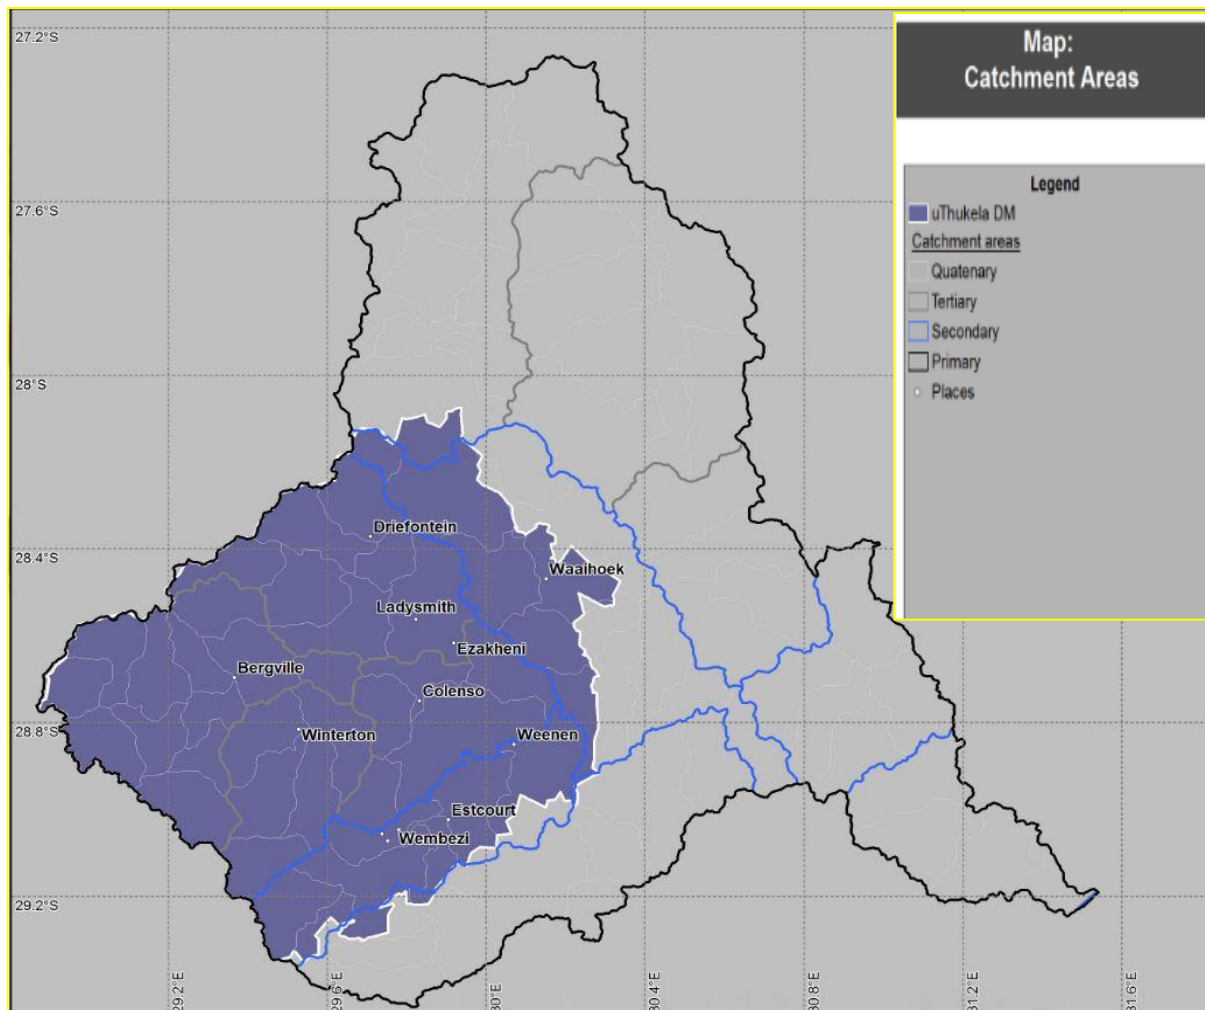 Map:
Catchment Areas
Legend
uThukela DM
Catchment areas
Quatenary
Tertiary
Secondary
Primary
Places
27.2°S
27.6°S
28°S
28.4°S
28.8°S
29.2°S
Driefontein
Waaihoek
Ladysmith
Ezakheni
Bergville
Colenso
Winterton
Weenen
Estcourt
Wembezi
29.2°E
29.6°E
30°E
30.4°E
30.8°E
31.2°E
31.6°E